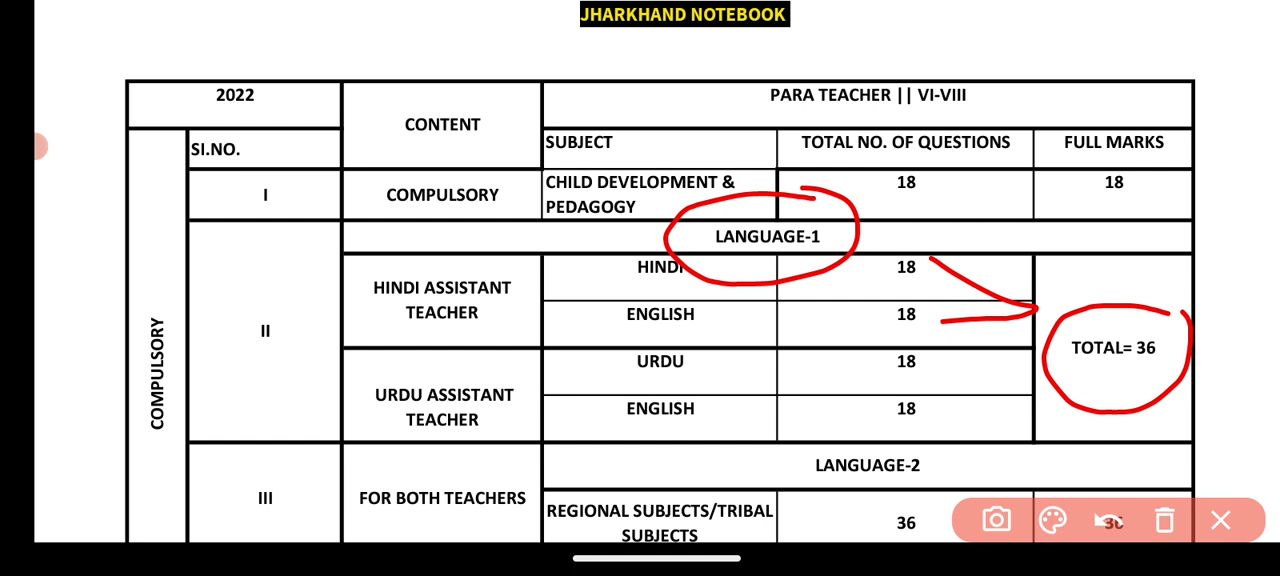 JHARKHAND NOTEBOOK
2022
CONTENT
PARA TEACHER || VI-VIII
SI.NO.
SUBJECT
TOTAL NO. OF QUESTIONS
FULL MARKS
COMPULSORY
I
COMPULSORY
CHILD DEVELOPMENT &
PEDAGOGY
18
18
II
LANGUAGE-1
HINDI ASSISTANT
TEACHER
HINDI
18
ENGLISH
18
TOTAL= 36
URDU ASSISTANT
TEACHER
URDU
18
ENGLISH
18
III
FOR BOTH TEACHERS
LANGUAGE-2
REGIONAL SUBJECTS/TRIBAL
SUBJECTS
36
36